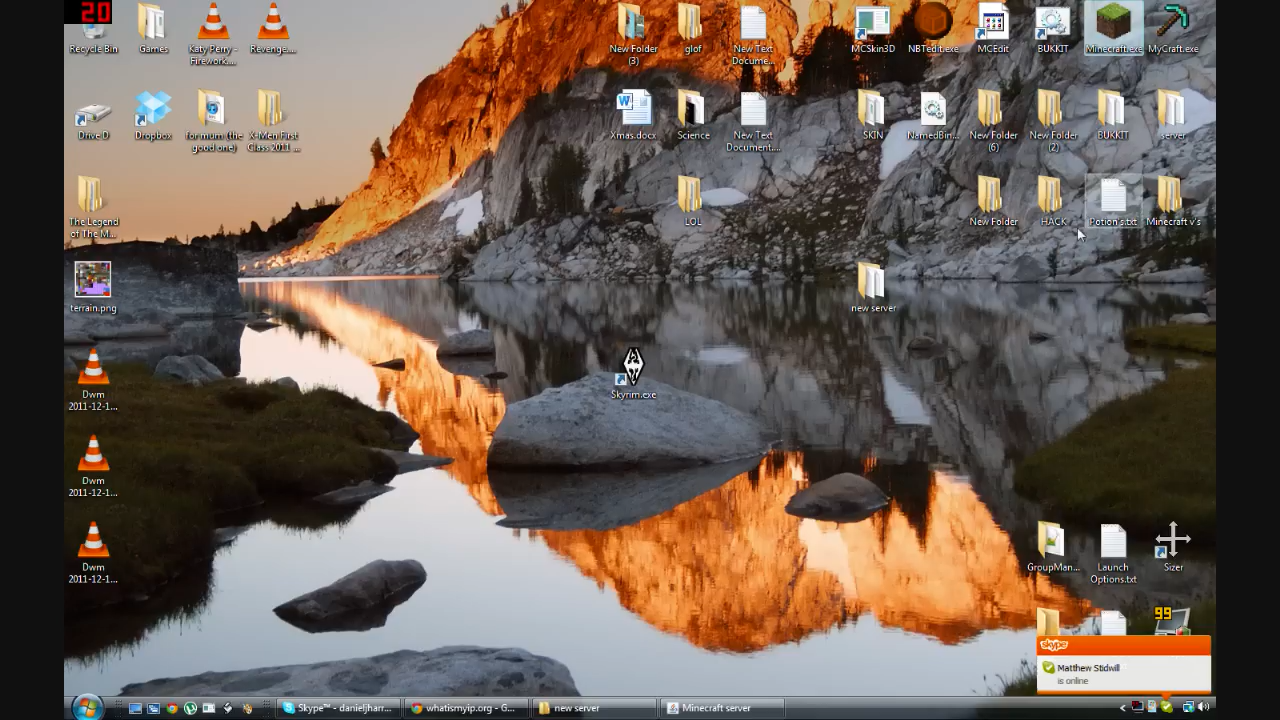 20
Recycle Bin
Games
Katy Perry -
Firework....
Revenge....
New Folder
(3)
glof
New Text
Docume...
MCSkin3D
NBTedit.exe
MCEdit
BUKKIT
Minecraft.exe
MyCraft.exe
Drive D
Dropbox
for mum (the
good one)
X-Men First
Class 2011 ...
Xmas.docx
Science
New Text
Document....
SKIN
NamedBin...
New Folder
(6)
New Folder
(2)
BUKKIT
server
The Legend
of The M...
LOL
New Folder
HACK
Potion's.txt
Minecraft v's
terrain.png
new server
Dwm
2011-12-1...
Skyrim.exe
Dwm
2011-12-1...
Dwm
2011-12-1...
GroupMan...
Launch
Options.txt
Sizer
99
skype
Matthew Stidwill
is online
Skype™ - danieljharr...
whatismyip.org - G...
new server
Minecraft server